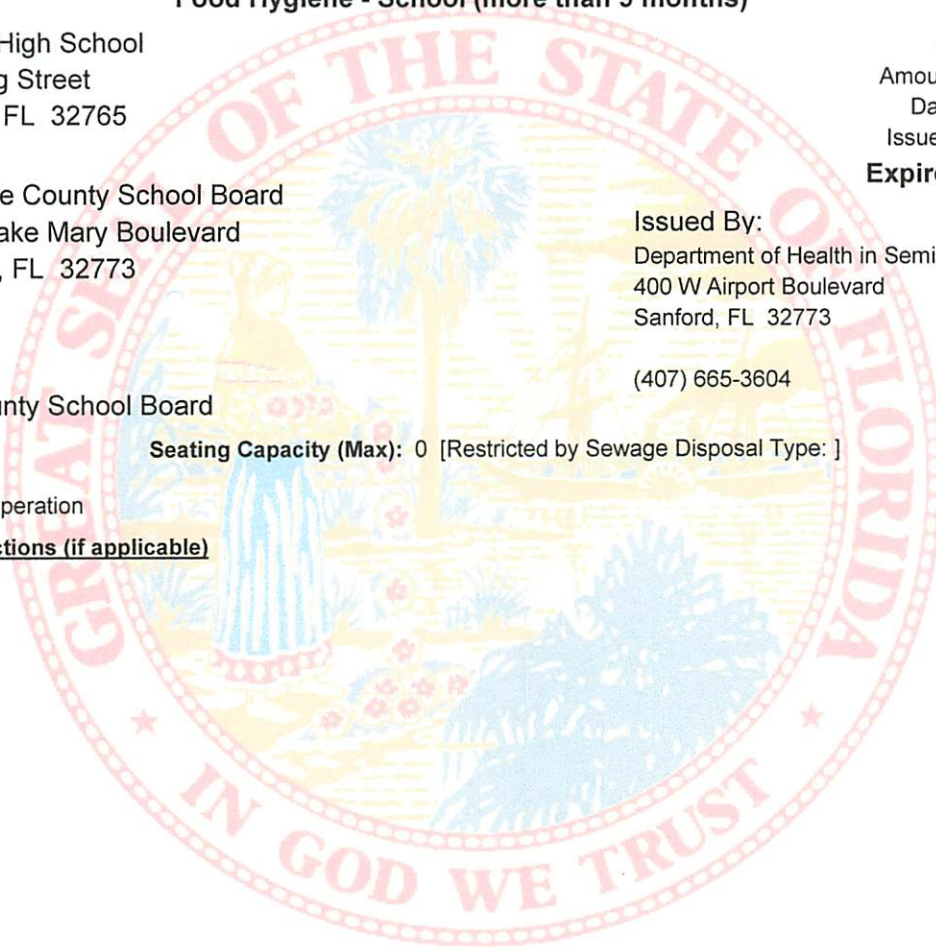 Food Hygiene - School (more than 9 months)
High School
g Street
FL 32765
Amou
Da
Issue
Expire
e County School Board
ake Mary Boulevard
, FL 32773
Issued By:
Department of Health in Semi
400 W Airport Boulevard
Sanford, FL 32773
(407) 665-3604
unty School Board
Seating Capacity (Max): 0 [Restricted by Sewage Disposal Type: ]
peration
ctions (if applicable)
GREAT SEAL OF THE STATE OF FLORIDA
IN GOD WE TRUST